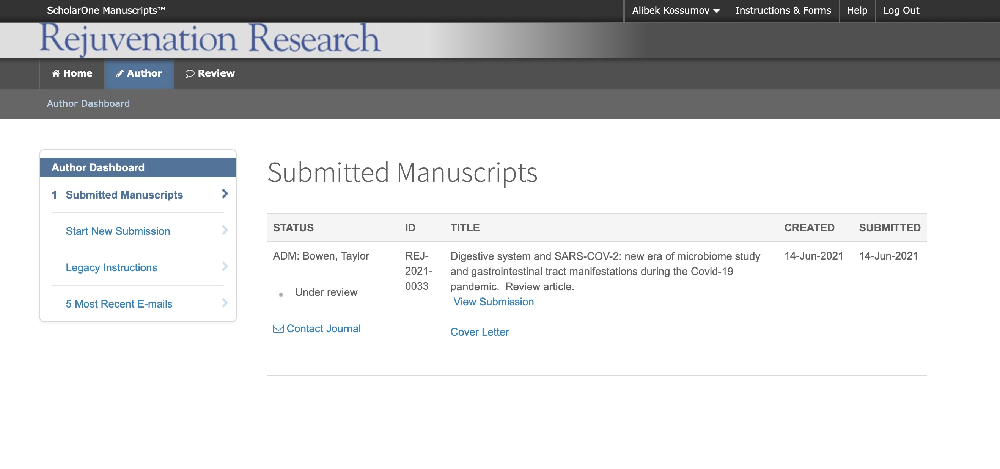 ScholarOne Manuscripts™
Alibek Kossumov
Instructions & Forms
Help
Log Out
Rejuvenation Research
Home
Author
Review
Author Dashboard
Author Dashboard
1 Submitted Manuscripts
Start New Submission
Legacy Instructions
5 Most Recent E-mails
Submitted Manuscripts
STATUS
ID
TITLE
CREATED
SUBMITTED
ADM: Bowen, Taylor
Under review
Contact Journal
REJ-
2021-
0033
Digestive system and SARS-COV-2: new era of microbiome study
and gastrointestinal tract manifestations during the Covid-19
pandemic.  Review article.
View Submission
Cover Letter
14-Jun-2021
14-Jun-2021